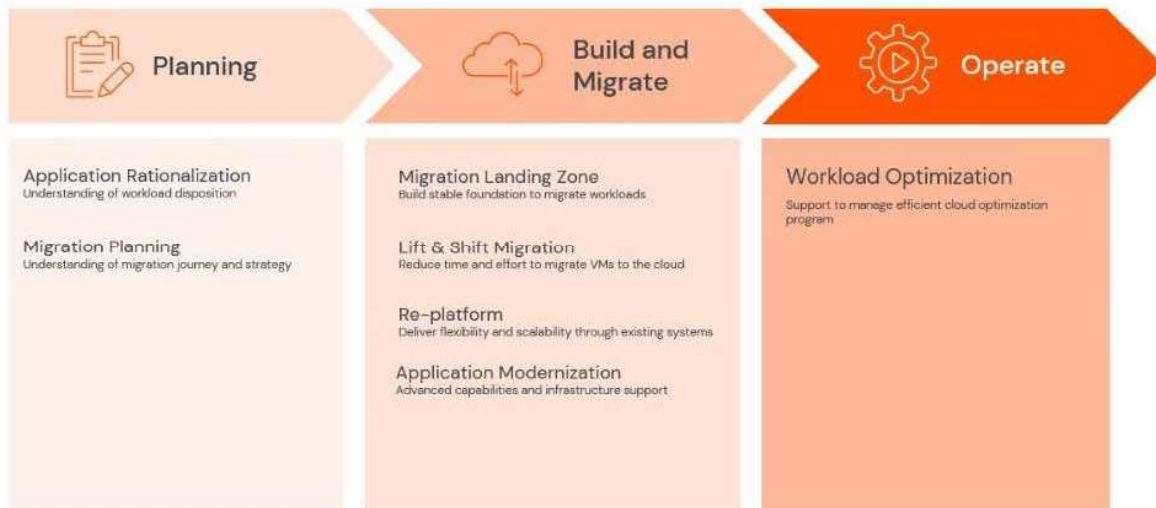 Planning
Build and
Migrate
Operate
Application Rationalization
Understanding of workload disposition
Migration Planning
Understanding of migration journey and strategy
Migration Landing Zone
Build stable foundation to migrate workloads
Lift & Shift Migration
Reduce time and effort to migrate VMs to the cloud
Re-platform
Deliver flexibility and scalability through existing systems
Application Modernization
Advanced capabilities and infrastructure support
Workload Optimization
Support to manage efficient cloud optimization
program